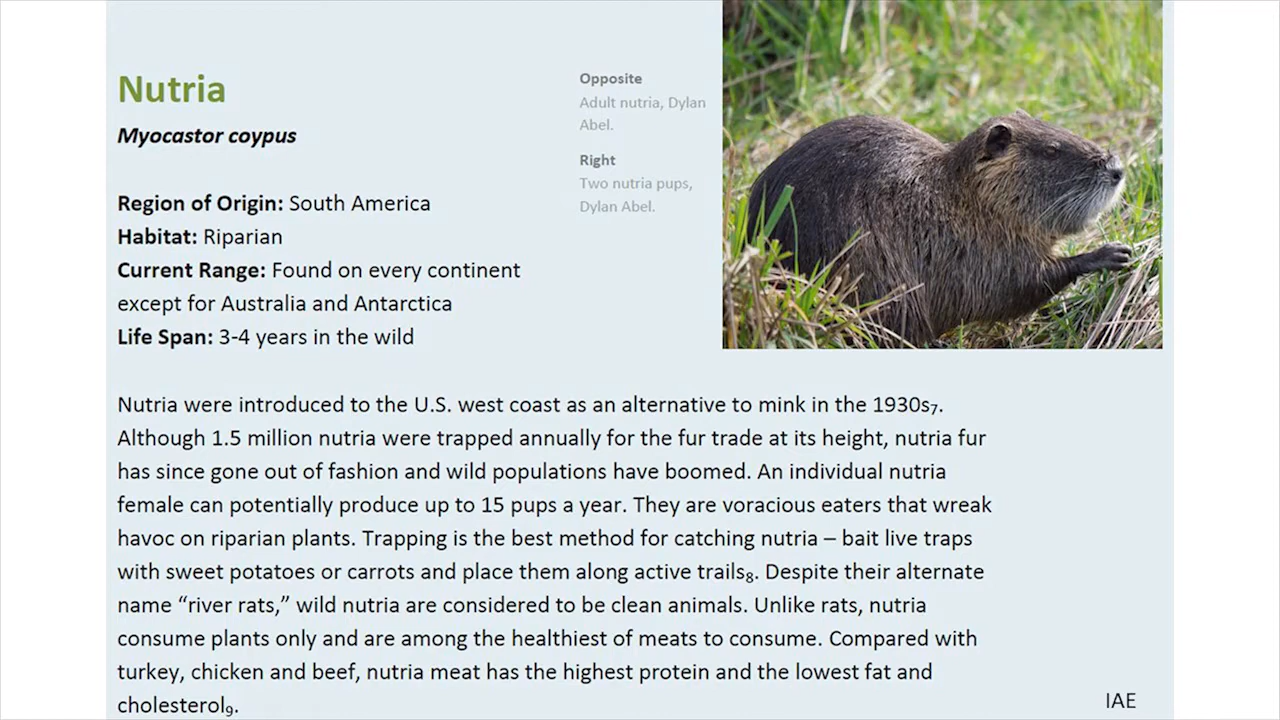 Nutria
Myocastor coypus
Region of Origin: South America
Habitat: Riparian
Current Range: Found on every continent
except for Australia and Antarctica
Life Span: 3-4 years in the wild
Opposite
Adult nutria, Dylan
Abel.
Right
Two nutria pups,
Dylan Abel.
Nutria were introduced to the U.S. west coast as an alternative to mink in the 1930s₇.
Although 1.5 million nutria were trapped annually for the fur trade at its height, nutria fur
has since gone out of fashion and wild populations have boomed. An individual nutria
female can potentially produce up to 15 pups a year. They are voracious eaters that wreak
havoc on riparian plants. Trapping is the best method for catching nutria – bait live traps
with sweet potatoes or carrots and place them along active trails₈. Despite their alternate
name “river rats,” wild nutria are considered to be clean animals. Unlike rats, nutria
consume plants only and are among the healthiest of meats to consume. Compared with
turkey, chicken and beef, nutria meat has the highest protein and the lowest fat and
cholesterol₉.
IAE